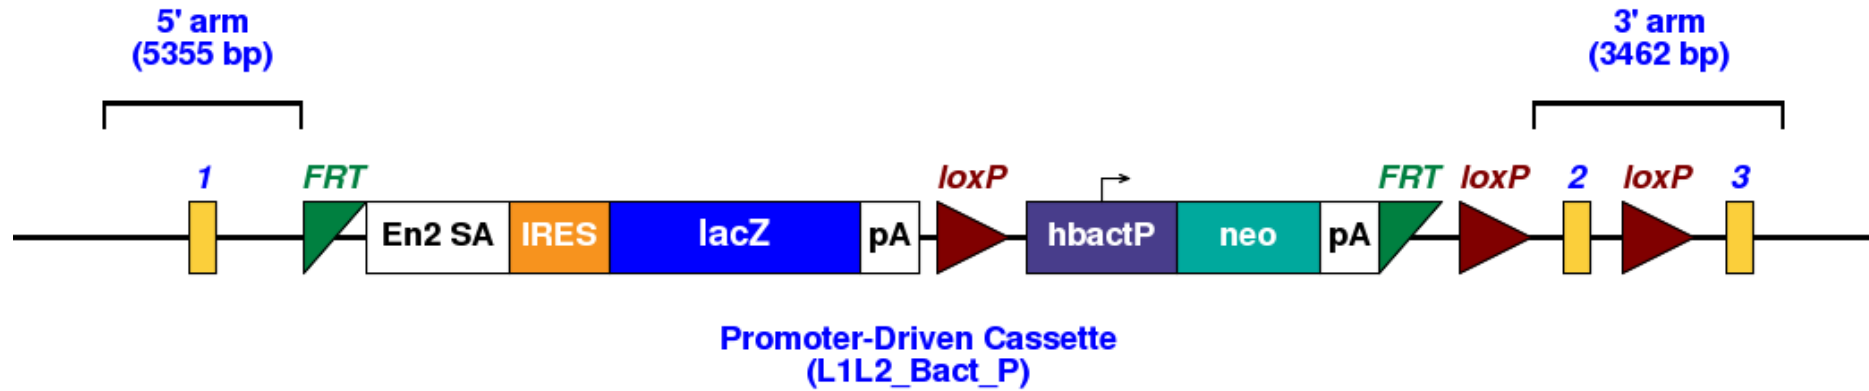 5' arm
(5355 bp)
3' arm
(3462 bp)
1 FRT loxP FRT loxP 2 loxP 3
En2 SA IRES lacZ pA hbactP neo pA
Promoter-Driven Cassette
(L1L2_Bact_P)